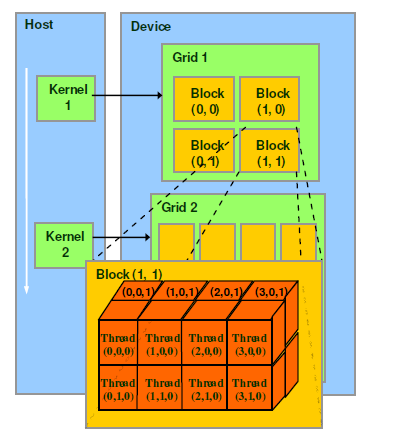 Host
Device
Grid 1
Kernel
1
Block
(0, 0)
Block
(1, 0)
Block
(0, 1)
Block
(1, 1)
Grid 2
Kernel
2
Block (1, 1)
(0,0,1) (1,0,1) (2,0,1) (3,0,1)
Thread
(0,0,0)
Thread
(1,0,0)
Thread
(2,0,0)
Thread
(3,0,0)
Thread
(0,1,0)
Thread
(1,1,0)
Thread
(2,1,0)
Thread
(3,1,0)